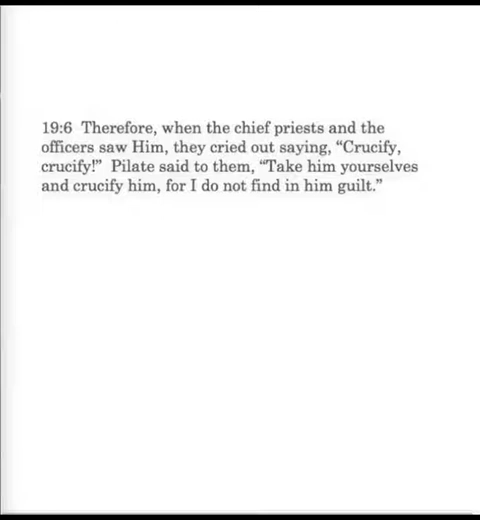 19:6 Therefore, when the chief priests and the
officers saw Him, they cried out saying, “Crucify,
crucify!” Pilate said to them, “Take him yourselves
and crucify him, for I do not find in him guilt.”